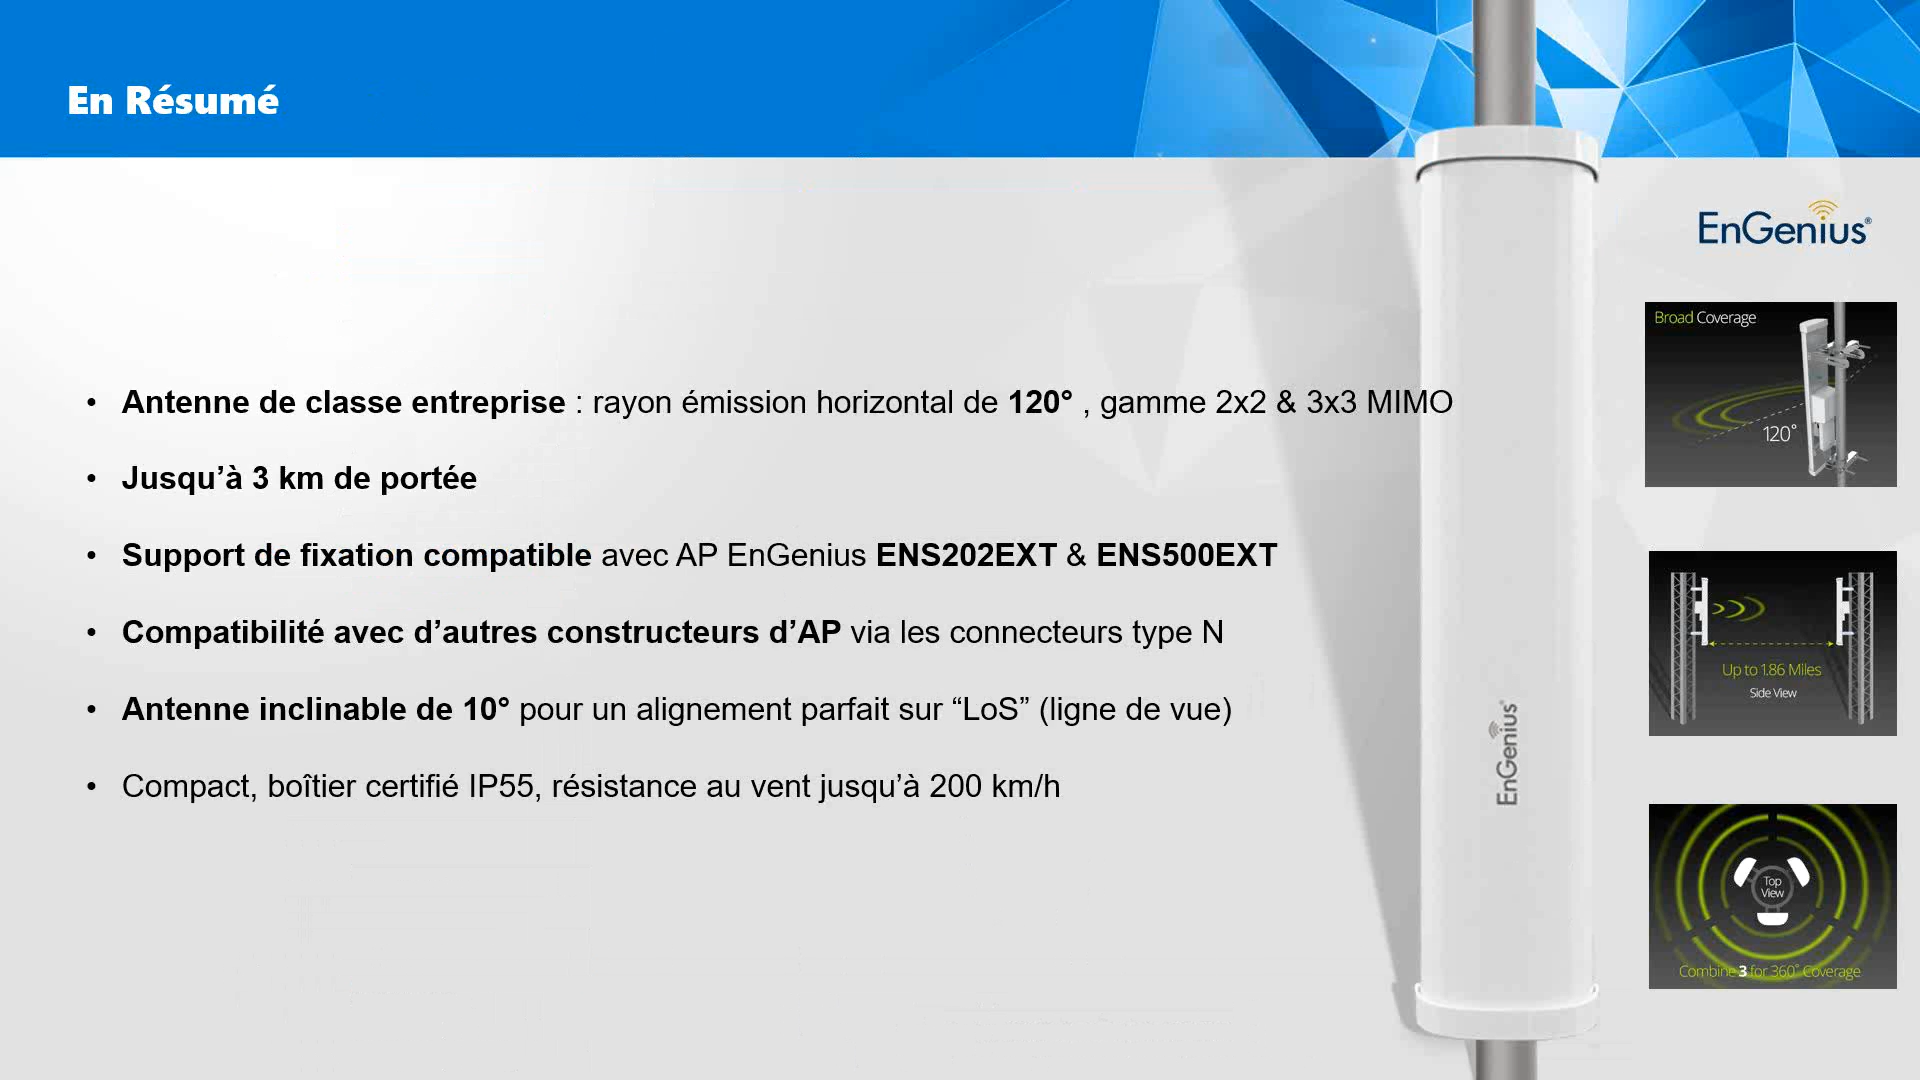 En Résumé
EnGenius®
Broad Coverage
120°
• Antenne de classe entreprise : rayon émission horizontal de 120° , gamme 2x2 & 3x3 MIMO
• Jusqu’à 3 km de portée
• Support de fixation compatible avec AP EnGenius ENS202EXT & ENS500EXT
• Compatibilité avec d’autres constructeurs d’AP via les connecteurs type N
• Antenne inclinable de 10° pour un alignement parfait sur “LoS” (ligne de vue)
• Compact, boîtier certifié IP55, résistance au vent jusqu’à 200 km/h
EnGenius®
Up to 1.86 Miles
Side View
Top
View
Combine 3 for 360° Coverage